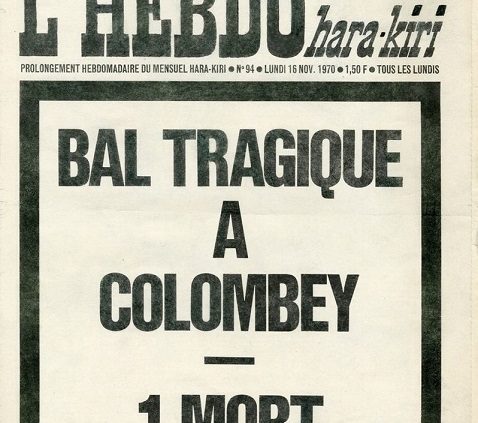 L'HEBDO hara-kiri
PROLONGEMENT HEBDOMADAIRE DU MENSUEL HARA-KIRI ● N° 94 ● LUNDI 16 NOV. 1970 ● 1,50 F ● TOUS LES LUNDIS
BAL TRAGIQUE
A
COLOMBEY
—
1 MORT